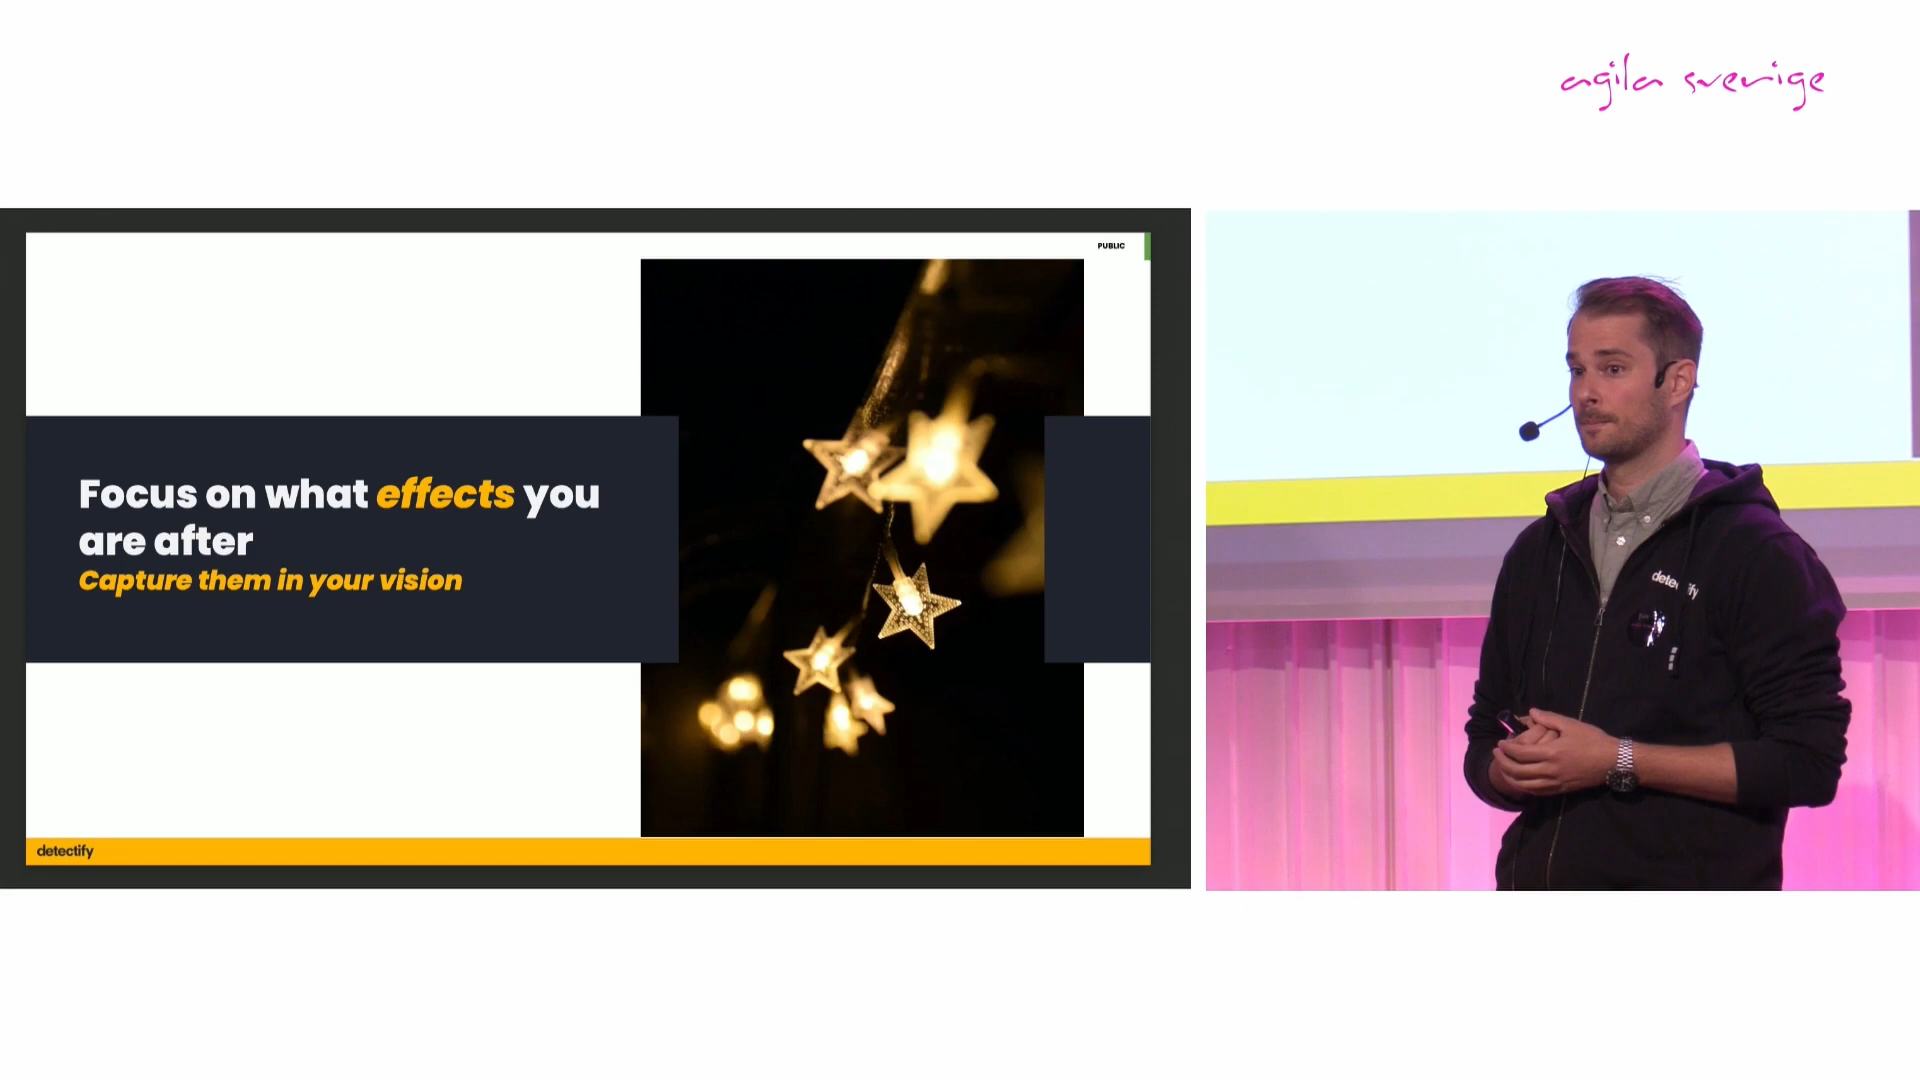 agila sverige
PUBLIC
Focus on what effects you
are after
Capture them in your vision
detectify